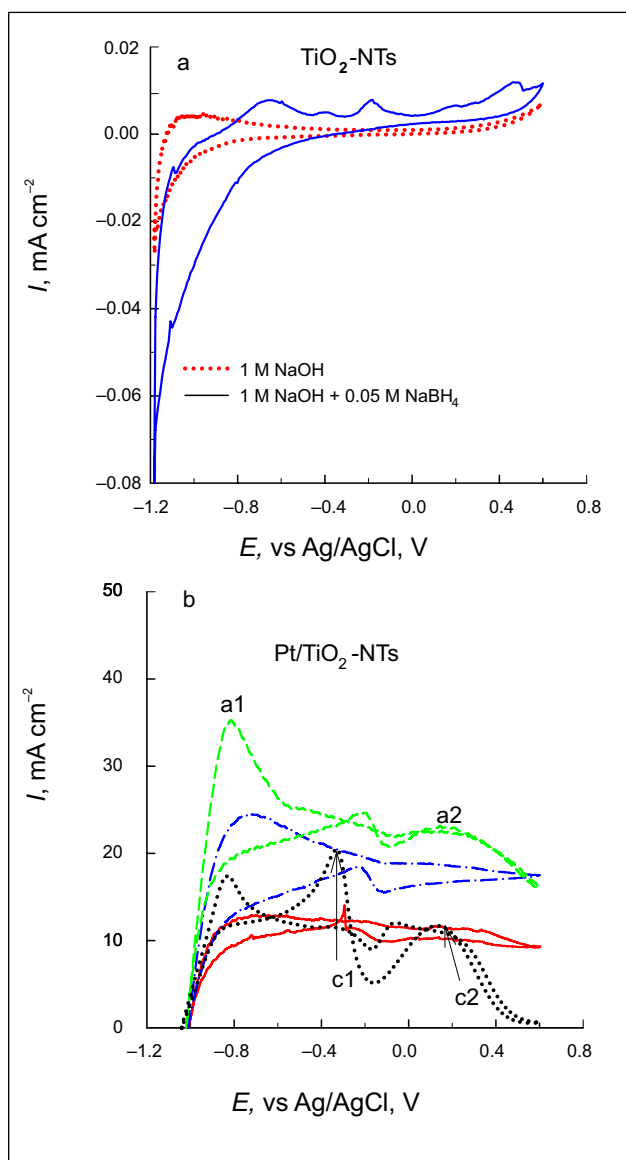 a
TiO2-NTs
0.02
0.00
–0.02
–0.04
–0.06
–0.08
I, mA cm–2
1 M NaOH
1 M NaOH + 0.05 M NaBH4
–1.2 –0.8 –0.4 0.0 0.4 0.8
E, vs Ag/AgCl, V
b
Pt/TiO2-NTs
50
40
30
20
10
0
I, mA cm–2
a1
a2
c1
c2
–1.2 –0.8 –0.4 0.0 0.4 0.8
E, vs Ag/AgCl, V